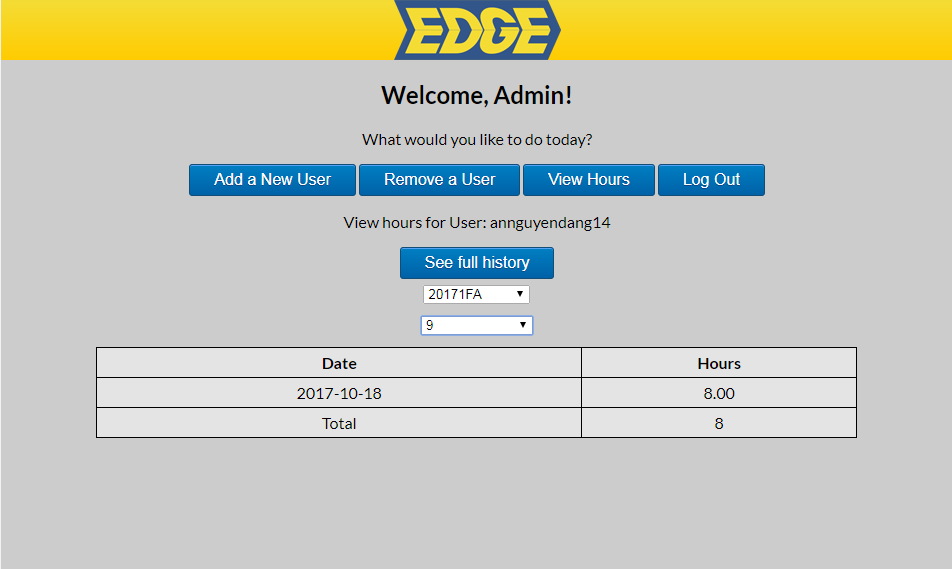 EDGE
Welcome, Admin!
What would you like to do today?
Add a New User Remove a User View Hours Log Out
View hours for User: annguyendang14
See full history
20171FA
9
Date Hours
2017-10-18 8.00
Total 8